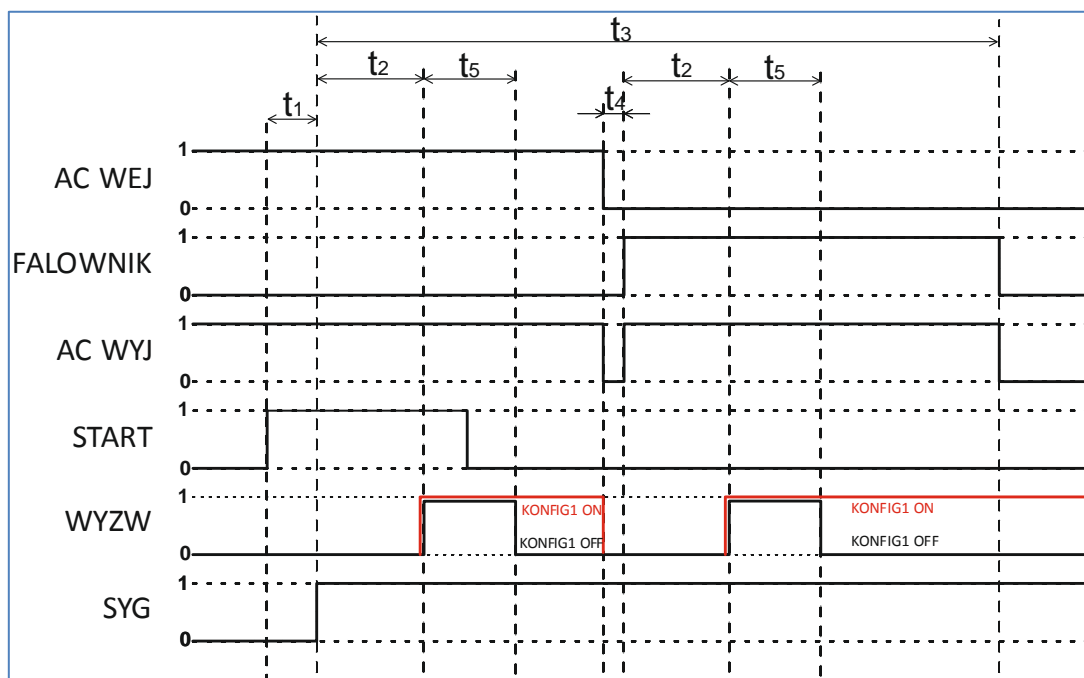 t3
t2 t5 t2 t5
t1 t4
AC WEJ 1 0
FALOWNIK 1 0
AC WYJ 1 0
START 1 0
WYZW 1 0
KONFIG1 ON KONFIG1 ON
KONFIG1 OFF KONFIG1 OFF
SYG 1 0